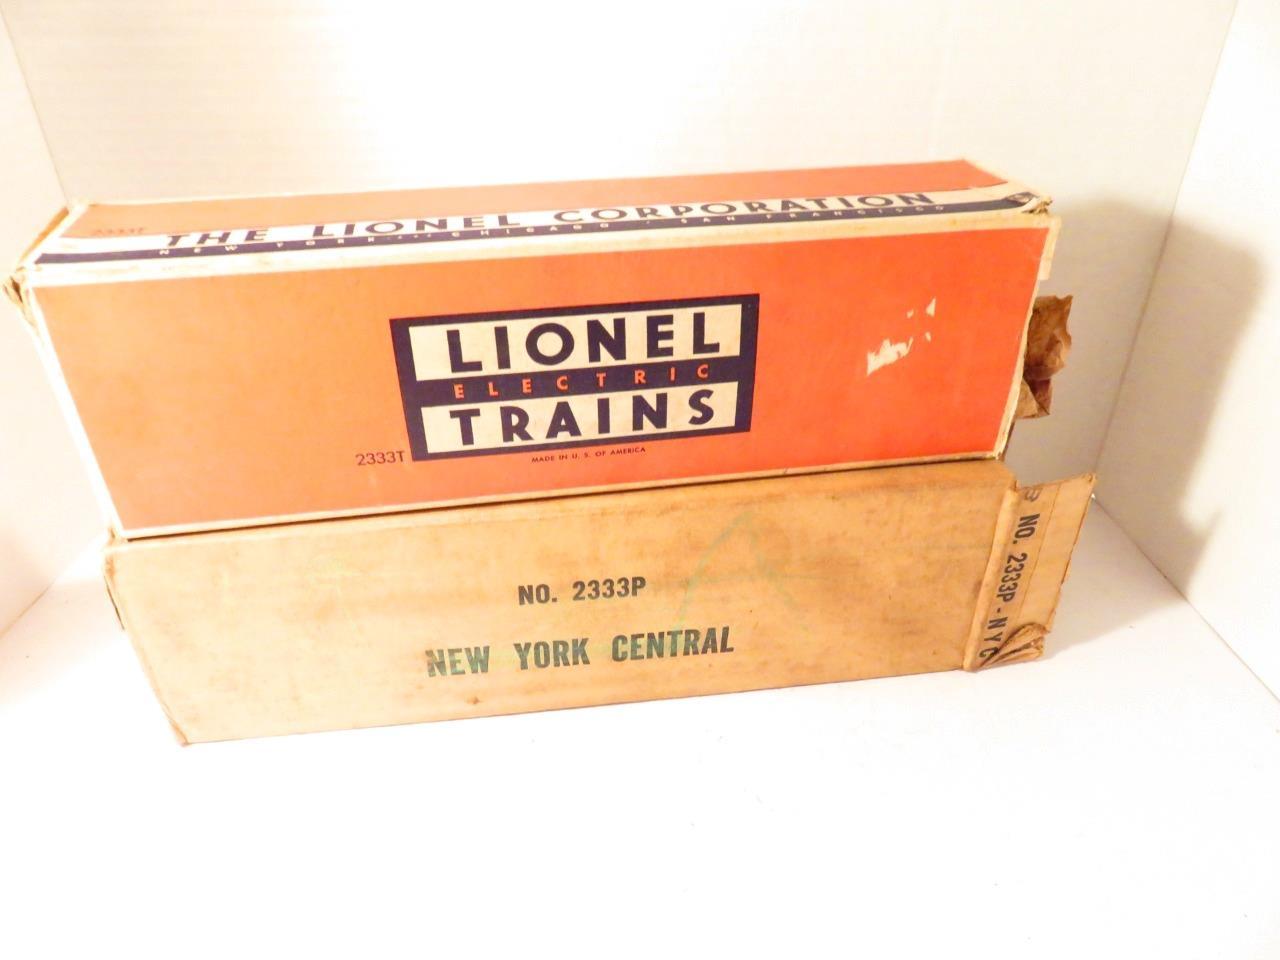 2333T
THE LIONEL CORPORATION
NEW YORK · CHICAGO · SAN FRANCISCO
LIONEL
ELECTRIC
TRAINS
2333T
MADE IN U. S. OF AMERICA
NO. 2333P
NEW YORK CENTRAL
NO. 2333P - NYC